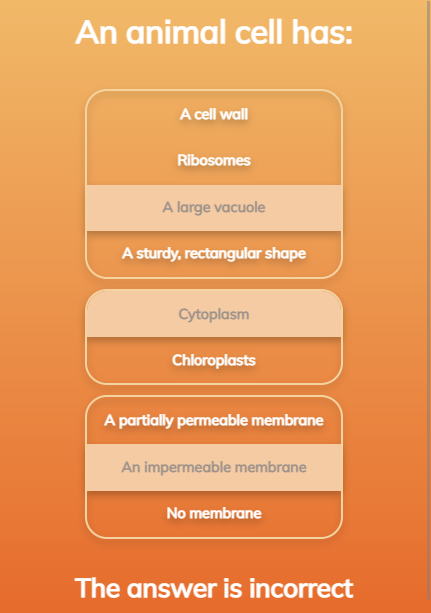 An animal cell has:
A cell wall
Ribosomes
A large vacuole
A sturdy, rectangular shape
Cytoplasm
Chloroplasts
A partially permeable membrane
An impermeable membrane
No membrane
The answer is incorrect